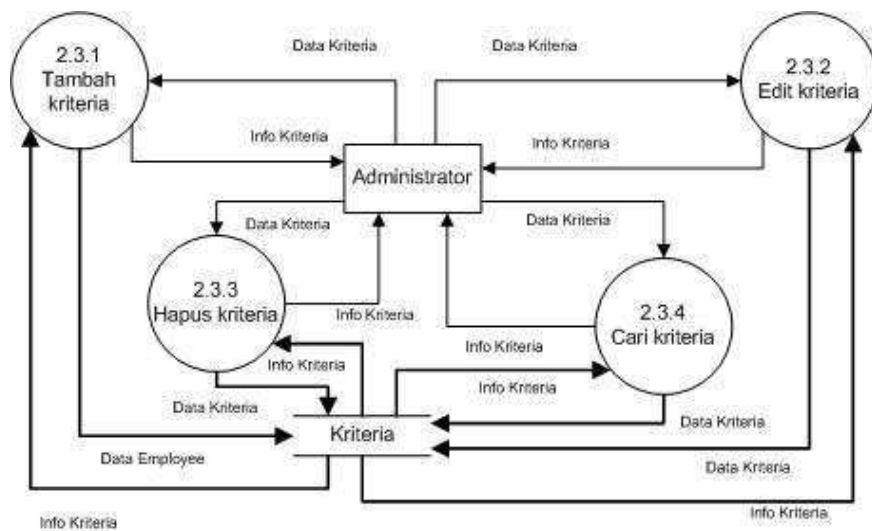 Data Kriteria
Data Kriteria
2.3.1
Tambah
kriteria
2.3.2
Edit kriteria
Info Kriteria
Info Kriteria
Administrator
Data Kriteria
Data Kriteria
2.3.3
Hapus kriteria
2.3.4
Cari kriteria
Info Kriteria
Info Kriteria
Info Kriteria
Info Kriteria
Data Kriteria
Data Kriteria
Kriteria
Data Employee
Data Kriteria
Info Kriteria
Info Kriteria